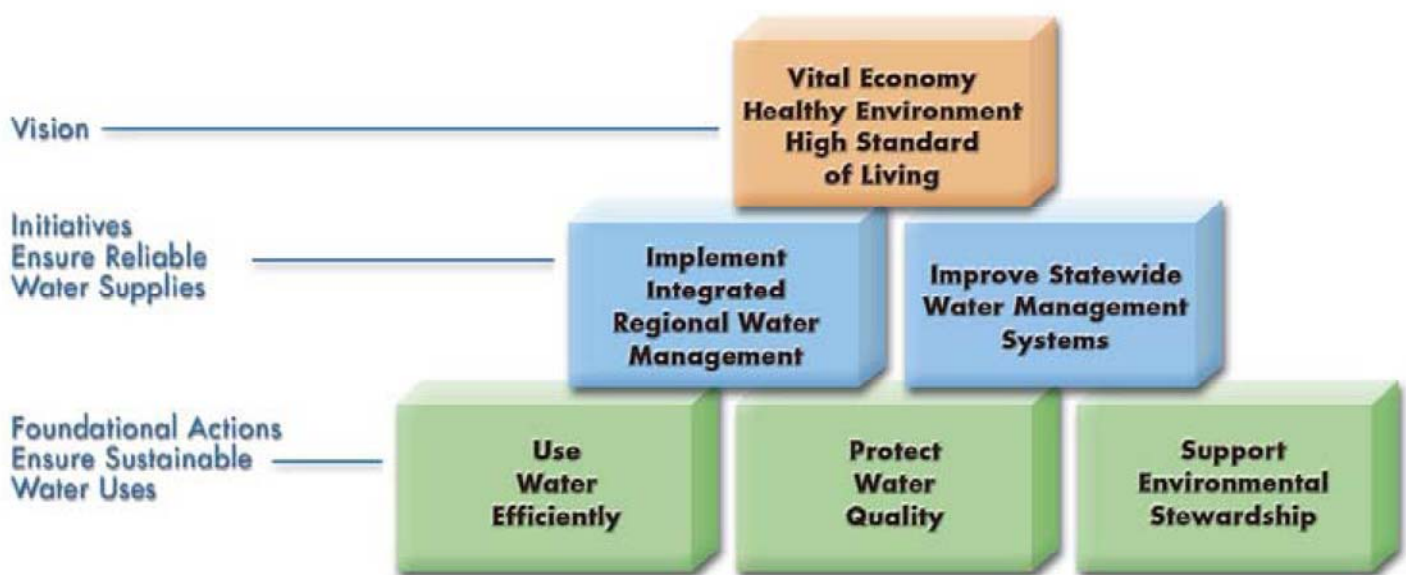 Vision
Vital Economy
Healthy Environment
High Standard
of Living
Initiatives
Ensure Reliable
Water Supplies
Implement
Integrated
Regional Water
Management
Improve Statewide
Water Management
Systems
Foundational Actions
Ensure Sustainable
Water Uses
Use
Water
Efficiently
Protect
Water
Quality
Support
Environmental
Stewardship